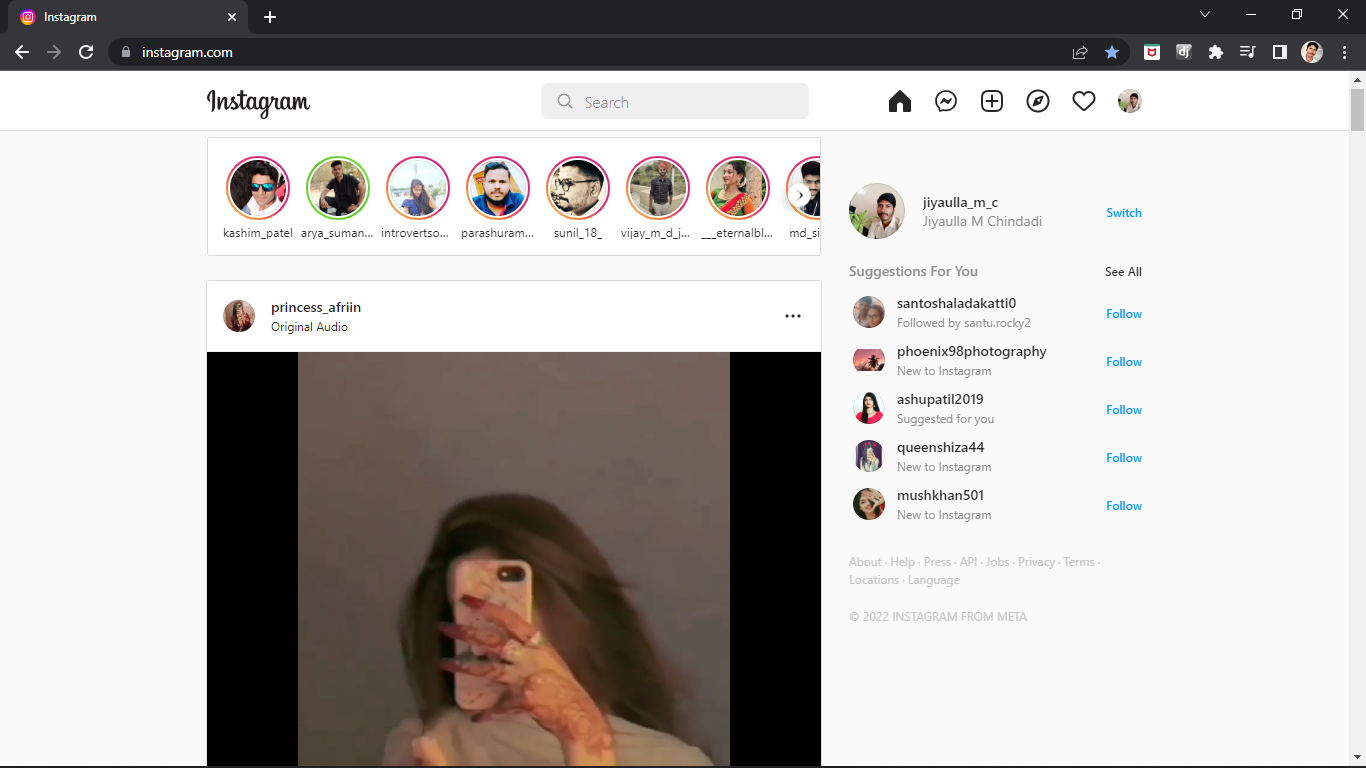 Instagram
instagram.com
Instagram
Search
kashim_patel
arya_suman...
introvertso...
parashuram...
sunil_18_
vijay_m_d_j...
___eternalbl...
md_si
jiyaulla_m_c
Jiyaulla M Chindadi
Switch
Suggestions For You
See All
princess_afriin
Original Audio
santoshaladakatti0
Followed by santu.rocky2
Follow
phoenix98photography
New to Instagram
Follow
ashupatil2019
Suggested for you
Follow
queenshiza44
New to Instagram
Follow
mushkhan501
New to Instagram
Follow
About · Help · Press · API · Jobs · Privacy · Terms ·
Locations · Language
© 2022 INSTAGRAM FROM META